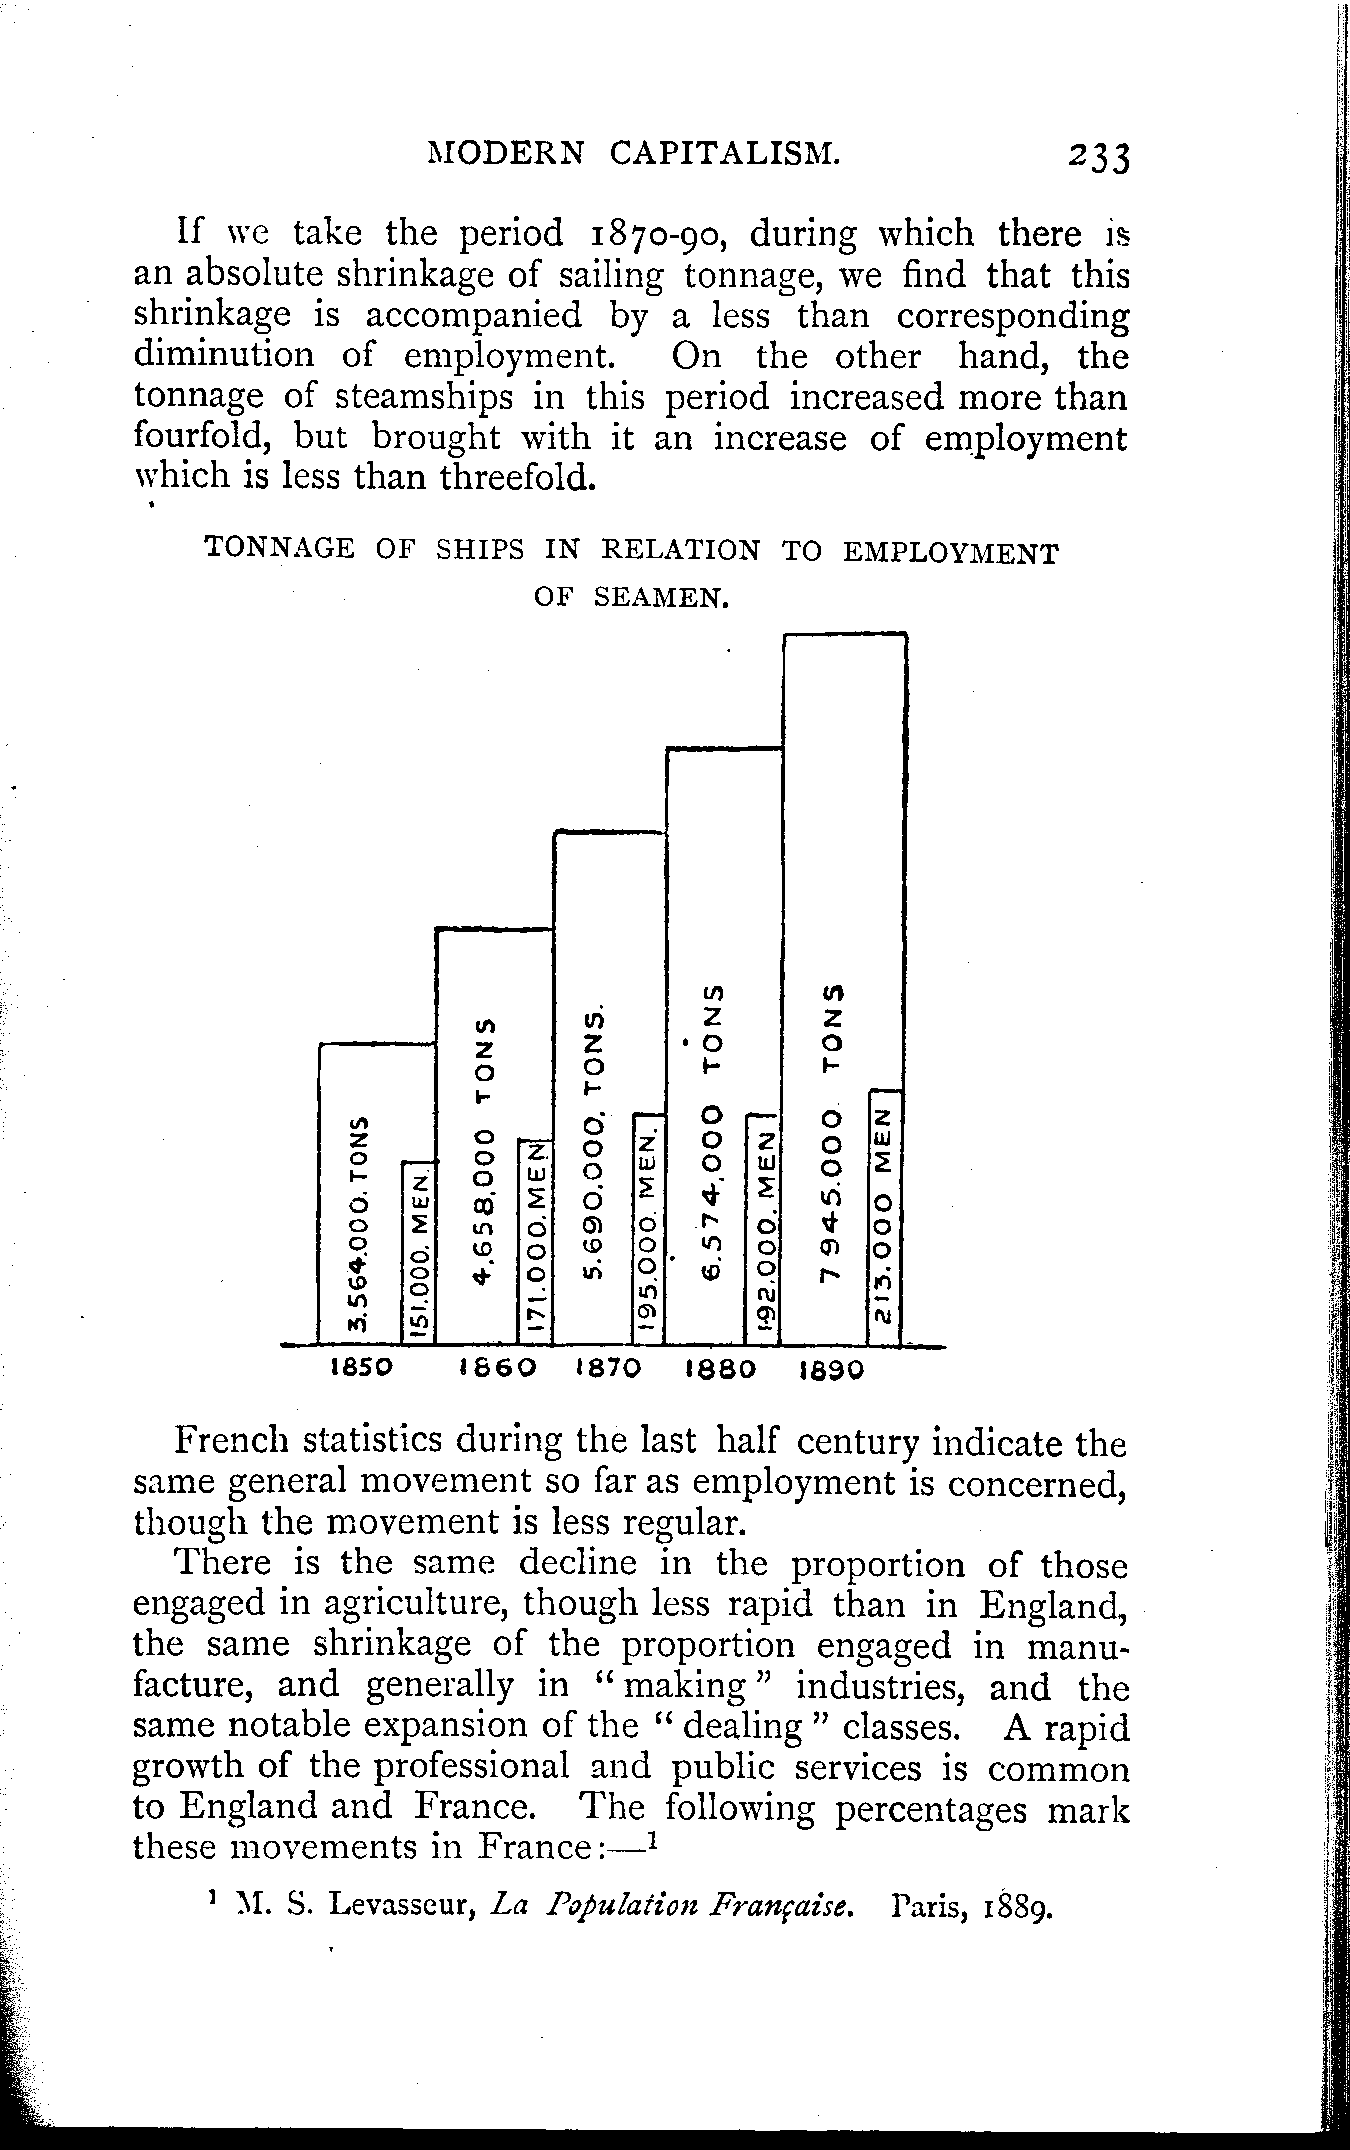 MODERN CAPITALISM. 233
If we take the period 1870-90, during which there is
an absolute shrinkage of sailing tonnage, we find that this
shrinkage is accompanied by a less than corresponding
diminution of employment. On the other hand, the
tonnage of steamships in this period increased more than
fourfold, but brought with it an increase of employment
which is less than threefold.
TONNAGE OF SHIPS IN RELATION TO EMPLOYMENT
OF SEAMEN.
3.564.000. TONS
151.000. MEN.
4,658,000 TONS
171.000. MEN
5.690,000. TONS.
195.000. MEN.
6.574,000 TONS
192.000. MEN
7945.000 TONS
213.000 MEN
1850 1860 1870 1880 1890
French statistics during the last half century indicate the
same general movement so far as employment is concerned,
though the movement is less regular.
There is the same decline in the proportion of those
engaged in agriculture, though less rapid than in England,
the same shrinkage of the proportion engaged in manu-
facture, and generally in “making” industries, and the
same notable expansion of the “dealing” classes. A rapid
growth of the professional and public services is common
to England and France. The following percentages mark
these movements in France:—¹
¹ M. S. Levasseur, La Population Française. Paris, 1889.